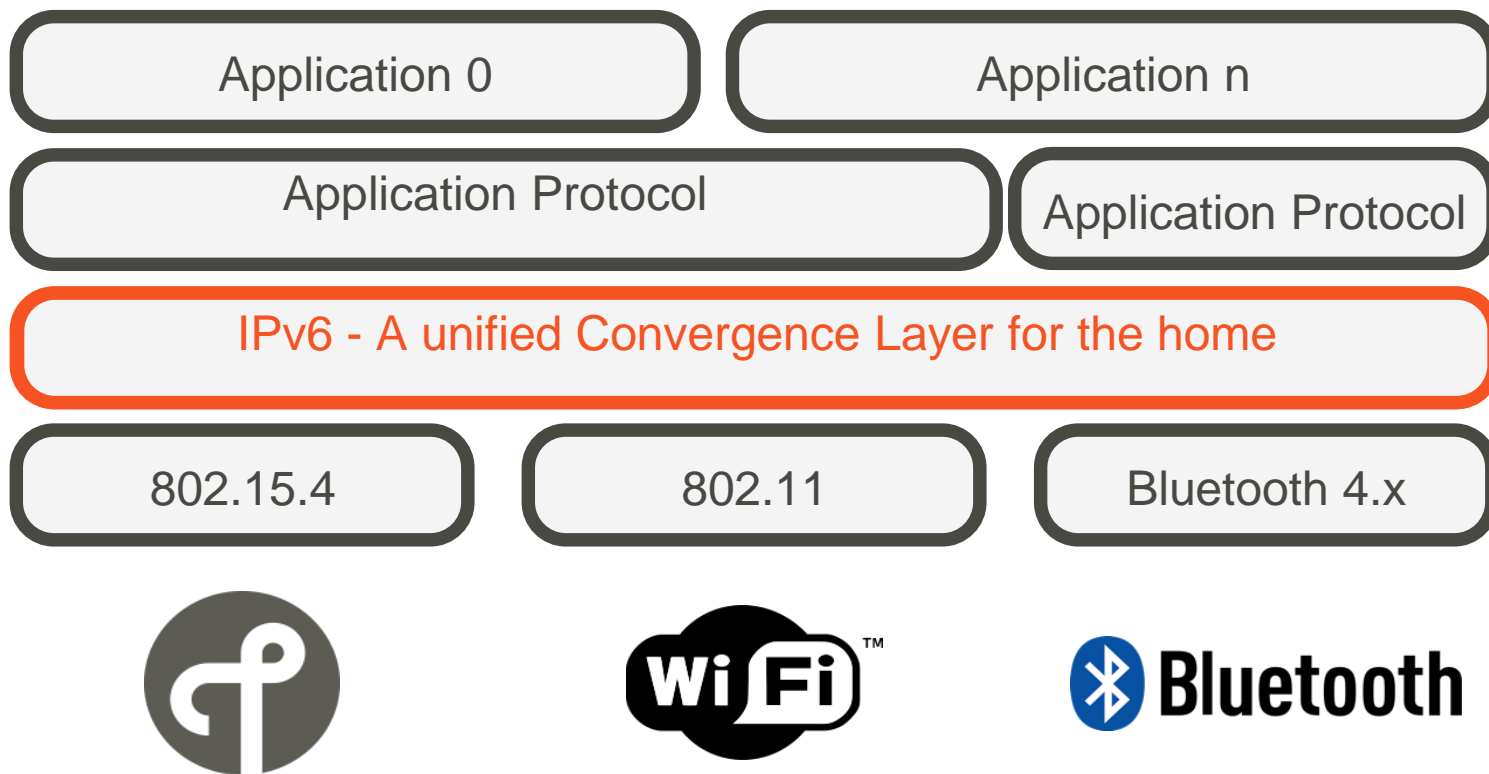 Application 0
Application n
Application Protocol
Application Protocol
IPv6 - A unified Convergence Layer for the home
802.15.4
802.11
Bluetooth 4.x
Wi Fi ™
Bluetooth